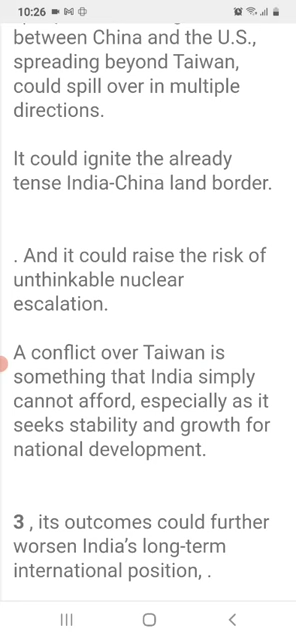 10:26
between China and the U.S.,
spreading beyond Taiwan,
could spill over in multiple
directions.
It could ignite the already
tense India-China land border.
. And it could raise the risk of
unthinkable nuclear
escalation.
A conflict over Taiwan is
something that India simply
cannot afford, especially as it
seeks stability and growth for
national development.
3 , its outcomes could further
worsen India's long-term
international position, .